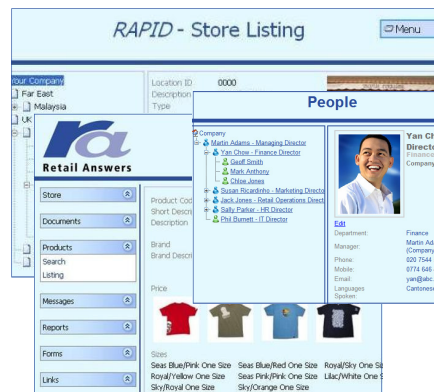 RAPID - Store Listing
Menu
Your Company
Far East
Malaysia
UK
Location ID 0000
Description
Type
People
Company
Martin Adams - Managing Director
Yan Chow - Finance Director
Geoff Smith
Mark Anthony
Chloe Jones
Susan Ricardinho - Marketing Direct
Jack Jones - Retail Operations Direct
Sally Parker - HR Director
Phil Burnett - IT Director
Yan Ch
Direct
Finance
Company
Edit
Department: Finance
Manager: Martin Ad
(Company
Phone: 020 7544
Mobile: 0774 645
Email: yan@abc.
Languages Cantones
Spoken:
ra
Retail Answers
Store
Documents
Products
Search
Listing
Messages
Reports
Forms
Links
Product Cod
Short Descri
Description
Brand
Brand Descri
Price
Sizes
Seas Blue/Pink One Size Seas Blue/Red One Size Royal/Sky One Si
Royal/Yellow One Size Seas Pink/Pink One Size Lilac/White One S
Sky/Royal One Size Sky/Orange One Size